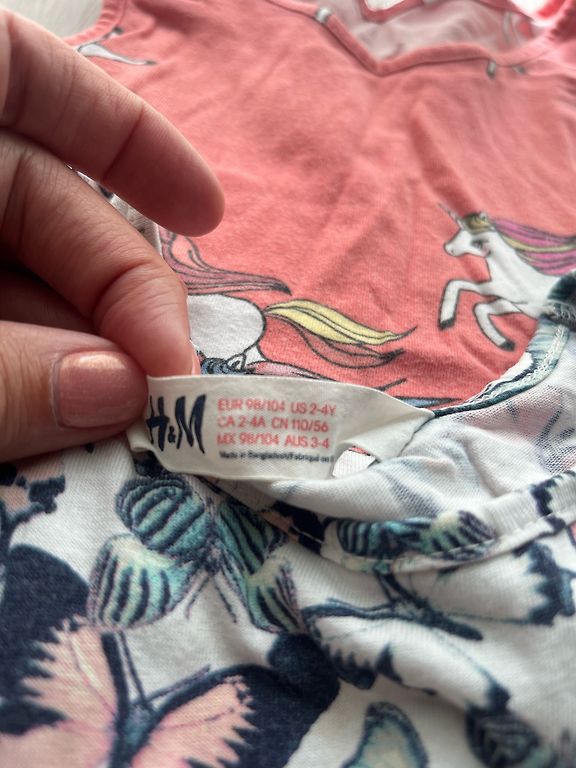 H&M
EUR 98/104 US 2-4Y
CA 2-4A CN 110/56
MX 98/104 AUS 3-4
Made in Bangladesh/Fabriqué au